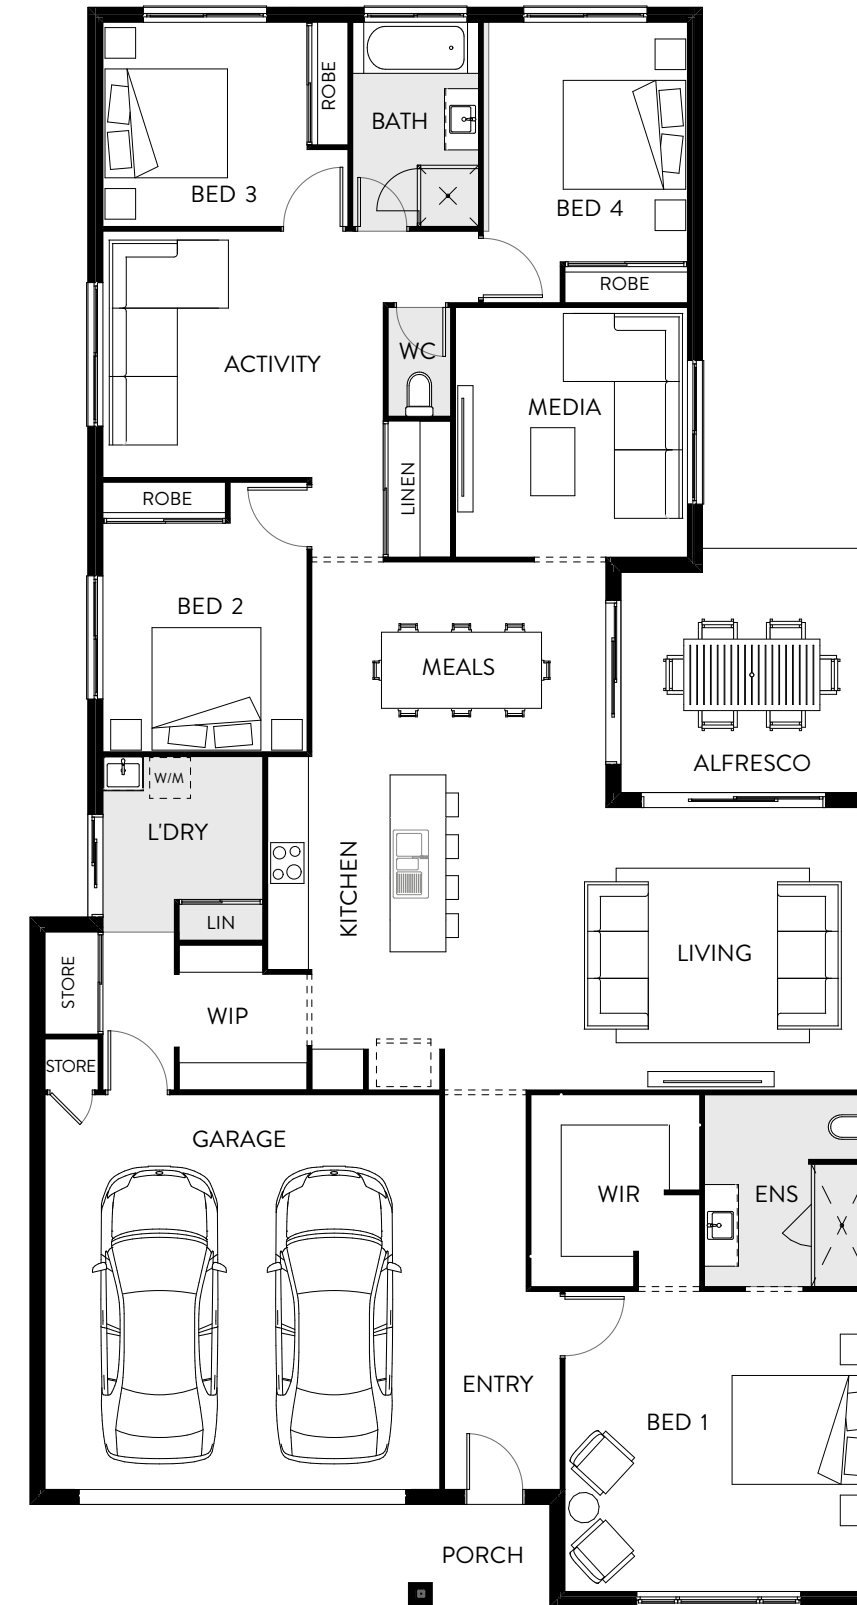 ROBE
BATH
BED 3
BED 4
ROBE
ACTIVITY
WC
MEDIA
ROBE
LINEN
BED 2
MEALS
ALFRESCO
W/M
L'DRY
KITCHEN
LIN
LIVING
STORE
WIP
STORE
GARAGE
WIR
ENS
ENTRY
BED 1
PORCH